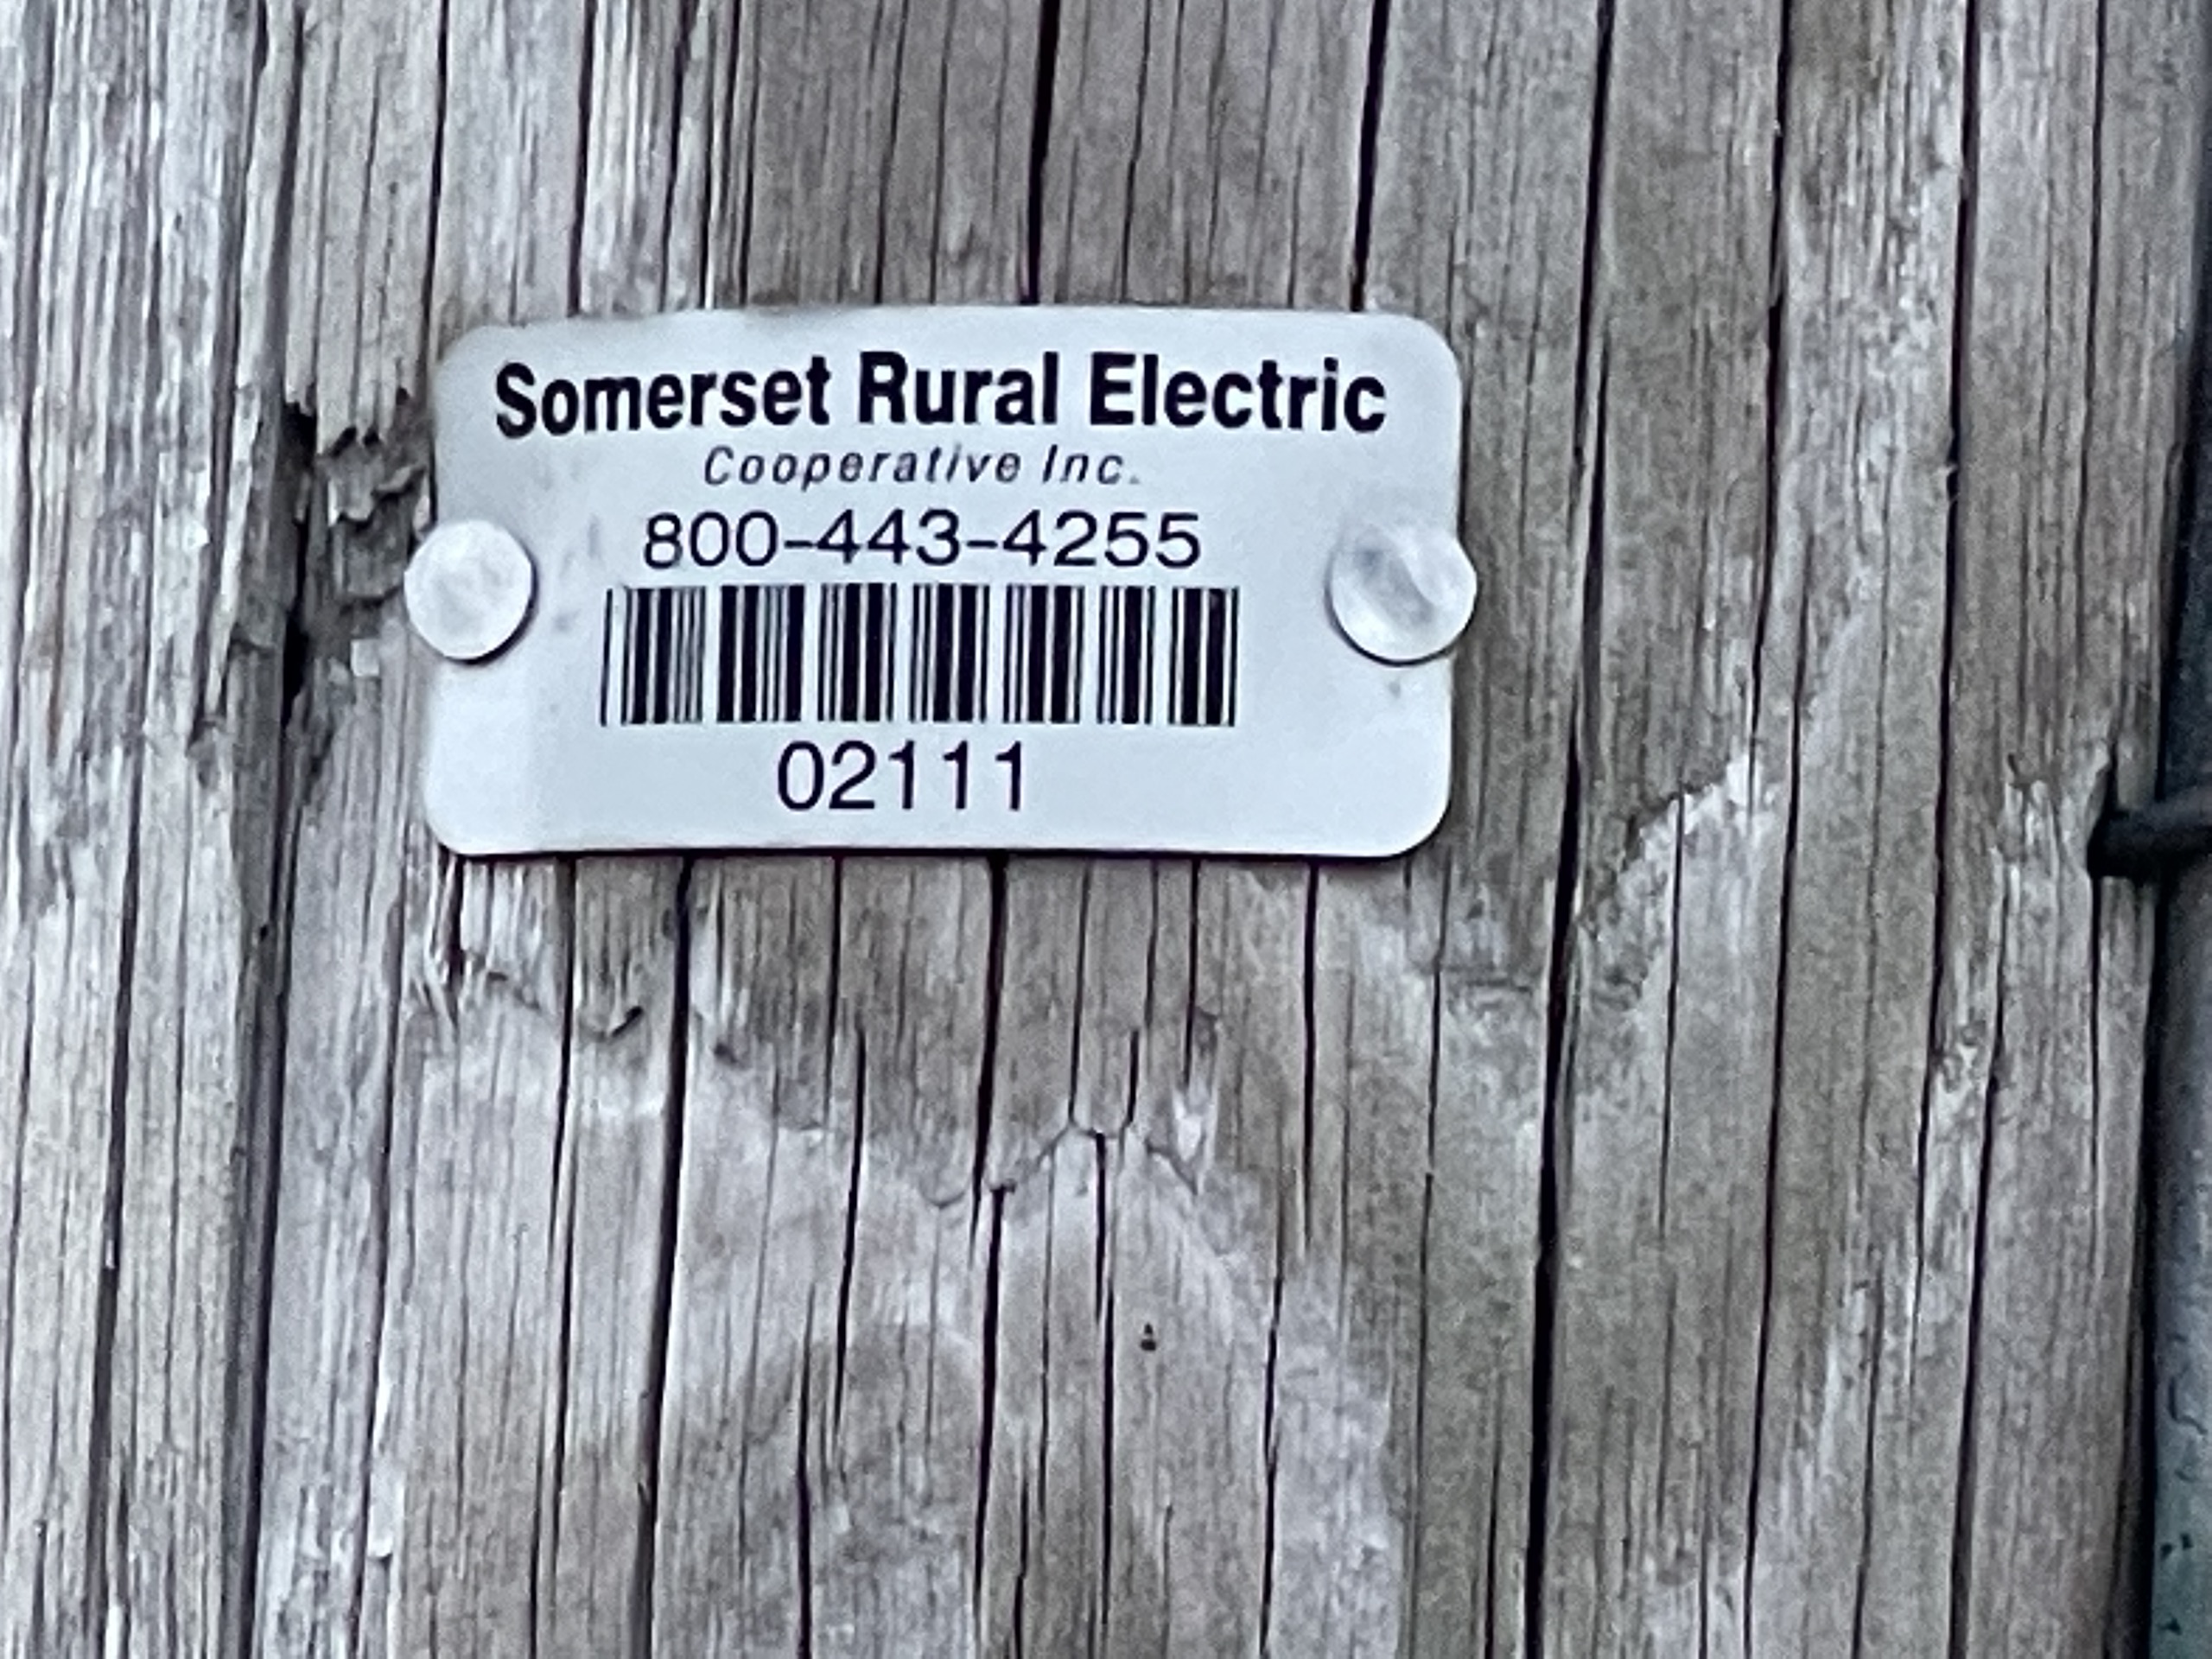 Somerset Rural Electric
Cooperative Inc.
800-443-4255
02111